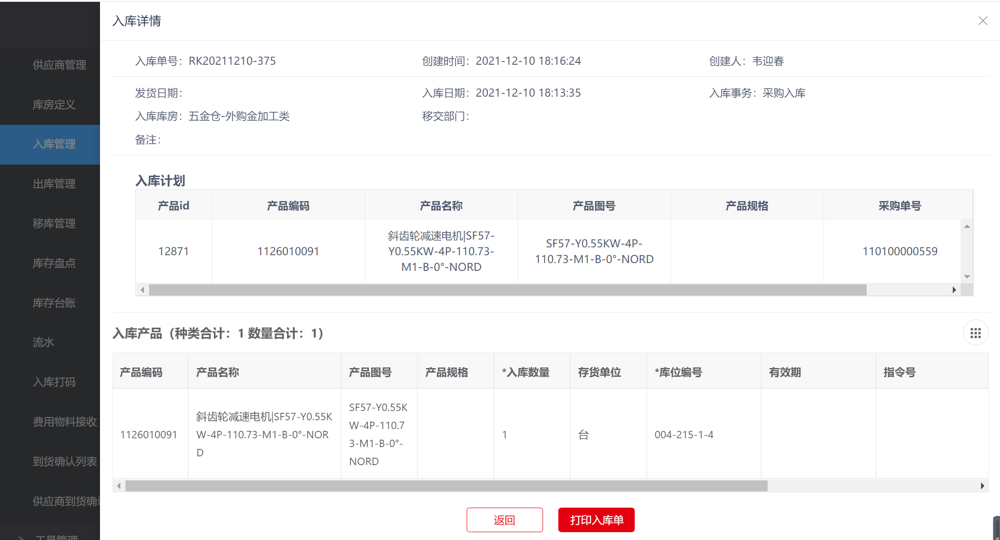 入库详情
供应商管理
库房定义
入库管理
出库管理
移库管理
库存盘点
库存台账
流水
入库打码
费用物料接收
到货确认列表
供应商到货确认
工具管理
入库单号：RK20211210-375
创建时间：2021-12-10 18:16:24
创建人：韦迎春
发货日期：
入库日期：2021-12-10 18:13:35
入库事务：采购入库
入库库房：五金仓-外购金加工类
移交部门：
备注：
入库计划
产品id
产品编码
产品名称
产品图号
产品规格
采购单号
12871
1126010091
斜齿轮减速电机|SF57-
Y0.55KW-4P-110.73-
M1-B-0°-NORD
SF57-Y0.55KW-4P-
110.73-M1-B-0°-NORD
110100000559
入库产品（种类合计：1 数量合计：1）
产品编码
产品名称
产品图号
产品规格
*入库数量
存货单位
*库位编号
有效期
指令号
1126010091
斜齿轮减速电机|SF57-Y0.55K
W-4P-110.73-M1-B-0°-NOR
D
SF57-Y0.55K
W-4P-110.7
3-M1-B-0°-
NORD
1
台
004-215-1-4
返回
打印入库单